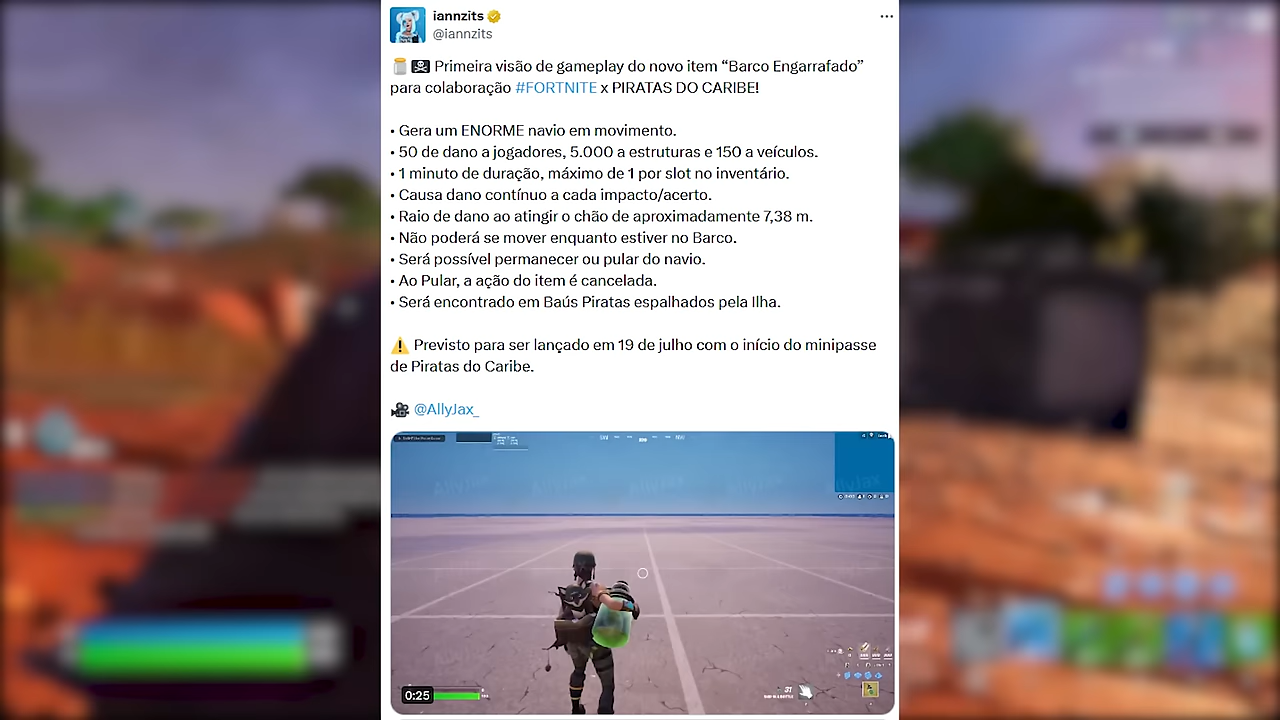 iannzits
@iannzits
Primeira visão de gameplay do novo item “Barco Engarrafado”
para colaboração #FORTNITE x PIRATAS DO CARIBE!
• Gera um ENORME navio em movimento.
• 50 de dano a jogadores, 5.000 a estruturas e 150 a veículos.
• 1 minuto de duração, máximo de 1 por slot no inventário.
• Causa dano contínuo a cada impacto/acerto.
• Raio de dano ao atingir o chão de aproximadamente 7,38 m.
• Não poderá se mover enquanto estiver no Barco.
• Será possível permanecer ou pular do navio.
• Ao Pular, a ação do item é cancelada.
• Será encontrado em Baús Piratas espalhados pela Ilha.
Previsto para ser lançado em 19 de julho com o início do minipasse
de Piratas do Caribe.
@AllyJax_
0:25